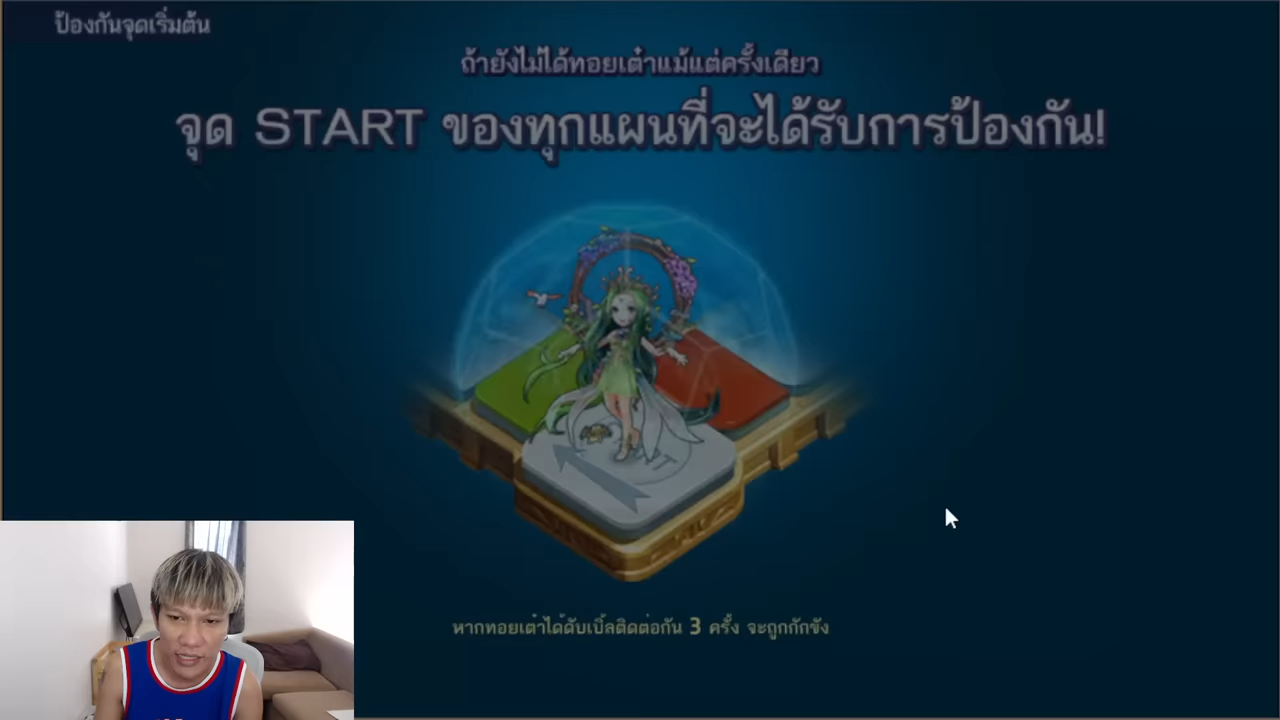 ป้องกันจุดเริ่มต้น
ถ้ายังไม่ได้ทอยเต๋าแม้แต่ครั้งเดียว
จุด START ของทุกแผนที่จะได้รับการป้องกัน!
หากทอยเต๋าได้ดับเบิ้ลติดต่อกัน 3 ครั้ง จะถูกกักขัง